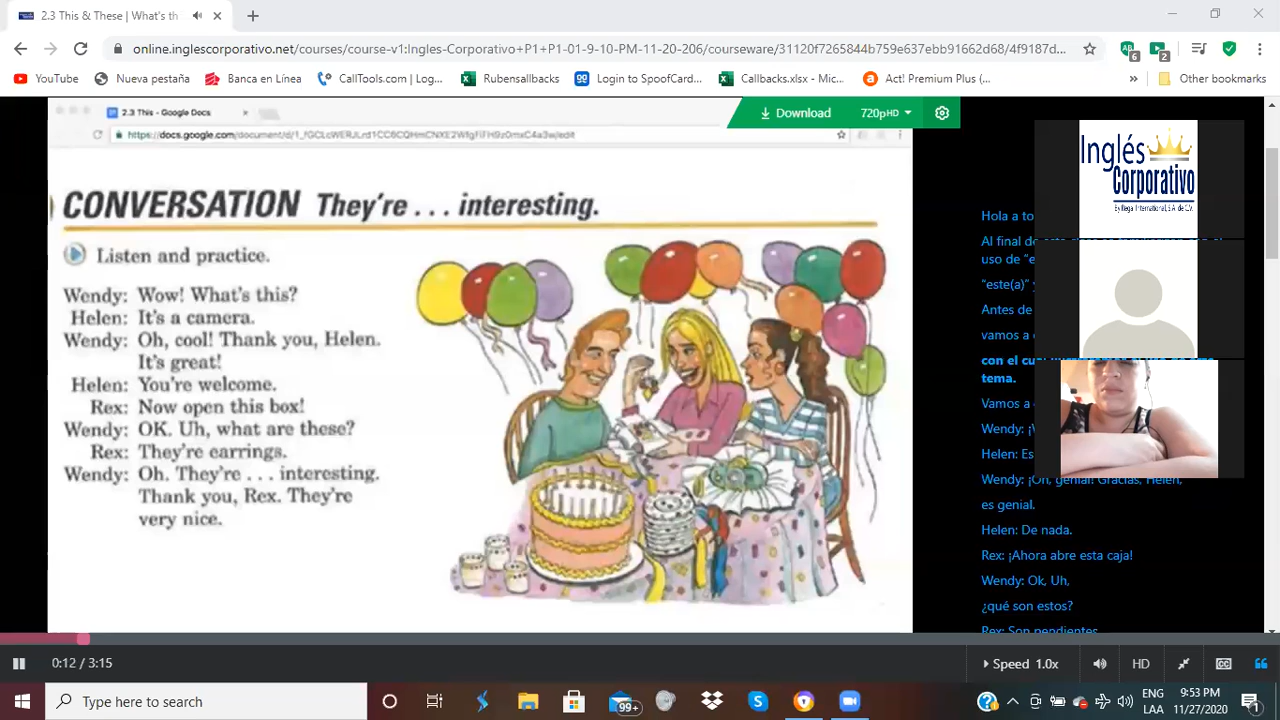 2.3 This & These | What's th
online.inglescorporativo.net/courses/course-v1:Ingles-Corporativo+P1+P1-01-9-10-PM-11-20-206/courseware/31120f7265844b759e637ebb91662d68/4f9187d...
6
2
YouTube
Nueva pestaña
Banca en Línea
CallTools.com | Log...
Rubensallbacks
Login to SpoofCard...
Callbacks.xlsx - Mic...
Act! Premium Plus (...
»
Other bookmarks
2.3 This - Google Docs
Download
720pHD
CONVERSATION They're . . . interesting.
Listen and practice.
Wendy: Wow! What's this?
Helen: It's a camera.
Wendy: Oh, cool! Thank you, Helen.
It's great!
Helen: You're welcome.
Rex: Now open this box!
Wendy: OK. Uh, what are these?
Rex: They're earrings.
Wendy: Oh. They're . . . interesting.
Thank you, Rex. They're
very nice.
Inglés
Corporativo
Hola a to
Al final de
uso de "e
"este(a)"
Antes de
vamos a
tema.
Vamos a
Wendy:
Helen: Es
Wendy: ¡Oh, genial! Gracias, Helen,
es genial.
Helen: De nada.
Rex: ¡Ahora abre esta caja!
Wendy: Ok, Uh,
¿qué son estos?
Rex: Son pendientes
0:12 / 3:15
Speed 1.0x
HD
Type here to search
99+
ENG
LAA
9:53 PM
11/27/2020
1